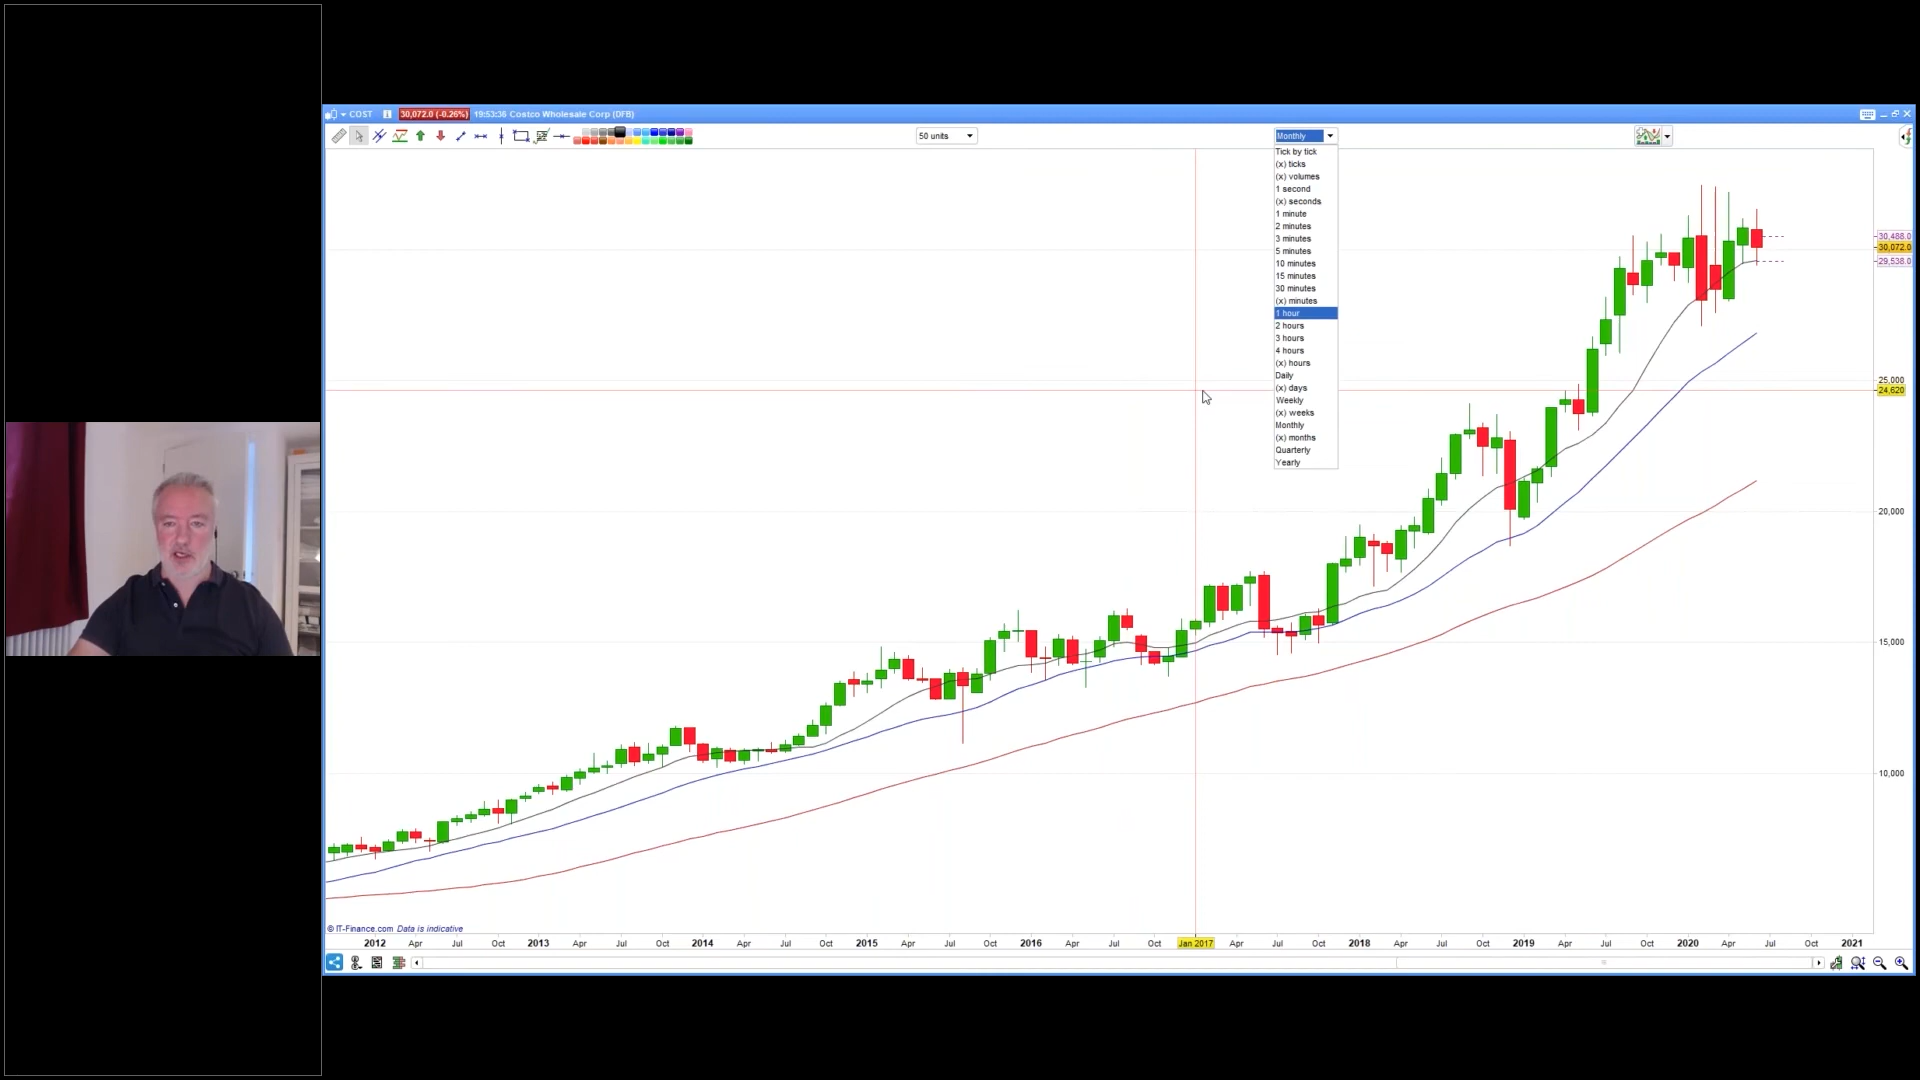 COST 30,072.0 (-0.26%) 19:53:36 Costco Wholesale Corp (DFB)
50 units
Monthly
Tick by tick
(x) ticks
(x) volumes
1 second
(x) seconds
1 minute
2 minutes
3 minutes
5 minutes
10 minutes
15 minutes
30 minutes
(x) minutes
1 hour
2 hours
3 hours
4 hours
(x) hours
Daily
(x) days
Weekly
(x) weeks
Monthly
(x) months
Quarterly
Yearly
30,488.0
30,072.0
29,538.0
25,000
24,620
20,000
15,000
10,000
© IT-Finance.com Data is indicative
2012 Apr Jul Oct 2013 Apr Jul Oct 2014 Apr Jul Oct 2015 Apr Jul Oct 2016 Apr Jul Oct Jan 2017 Apr Jul Oct 2018 Apr Jul Oct 2019 Apr Jul Oct 2020 Apr Jul Oct 2021